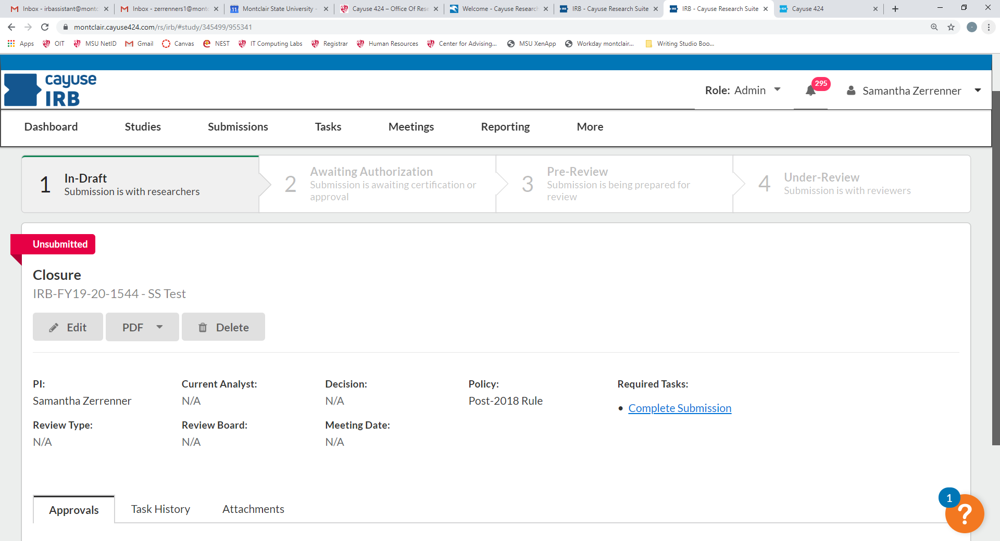 Inbox - irbassistant@montc
Inbox - zerrenners1@montc
Montclair State University -
Cayuse 424 – Office Of Rese
Welcome - Cayuse Research
IRB - Cayuse Research Suite
IRB - Cayuse Research Suite
Cayuse 424
montclair.cayuse424.com/rs/irb/#study/345499/955341
Apps
OIT
MSU NetID
Gmail
Canvas
NEST
IT Computing Labs
Registrar
Human Resources
Center for Advising...
MSU XenApp
Workday montclair...
Writing Studio Boo...
cayuse
IRB
Role: Admin
295
Samantha Zerrenner
Dashboard
Studies
Submissions
Tasks
Meetings
Reporting
More
1
In-Draft
Submission is with researchers
2
Awaiting Authorization
Submission is awaiting certification or
approval
3
Pre-Review
Submission is being prepared for
review
4
Under-Review
Submission is with reviewers
Unsubmitted
Closure
IRB-FY19-20-1544 - SS Test
Edit
PDF
Delete
PI:
Samantha Zerrenner
Current Analyst:
N/A
Decision:
N/A
Policy:
Post-2018 Rule
Required Tasks:
• Complete Submission
Review Type:
N/A
Review Board:
N/A
Meeting Date:
N/A
Approvals
Task History
Attachments
1
?